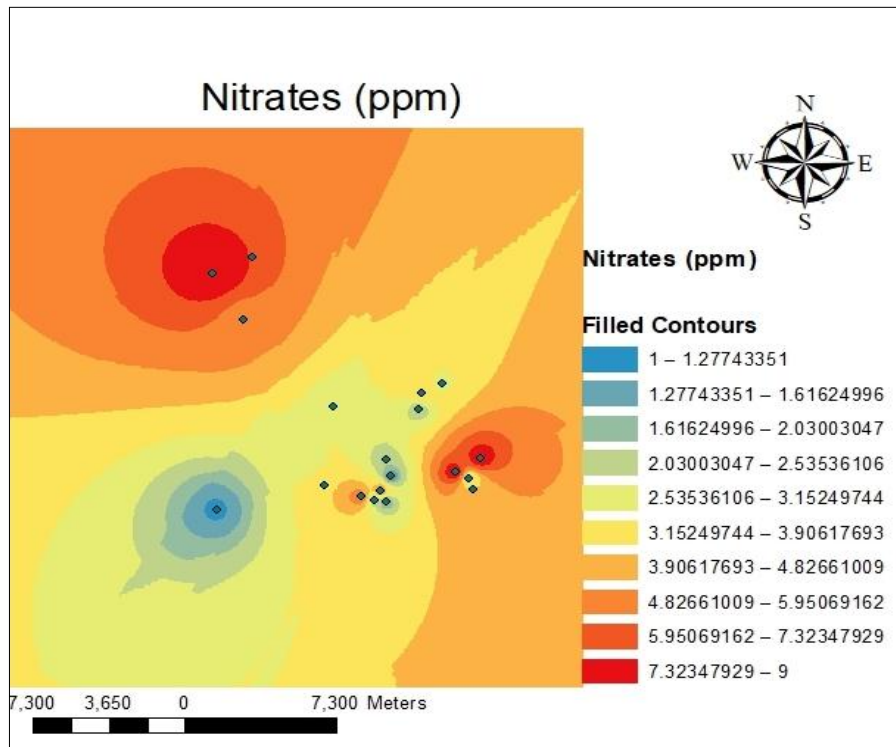 Nitrates (ppm)
N
W E
S
Nitrates (ppm)
Filled Contours
1 – 1.27743351
1.27743351 – 1.61624996
1.61624996 – 2.03003047
2.03003047 – 2.53536106
2.53536106 – 3.15249744
3.15249744 – 3.90617693
3.90617693 – 4.82661009
4.82661009 – 5.95069162
5.95069162 – 7.32347929
7.32347929 – 9
7,300 3,650 0 7,300 Meters